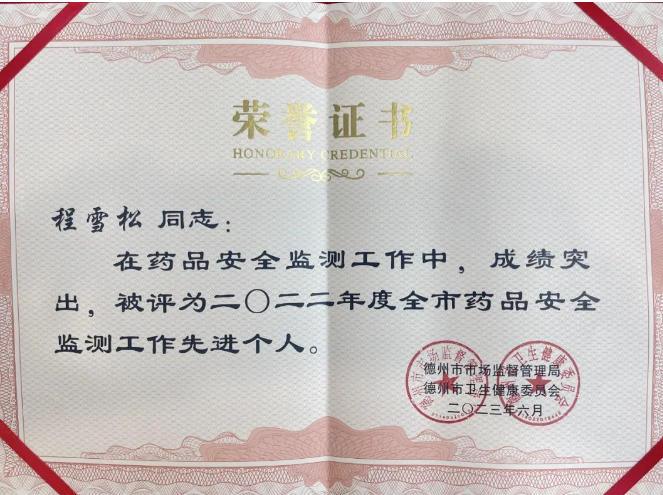 荣誉证书
HONORARY CREDENTIAL
程雪松 同志：
在药品安全监测工作中，成绩突
出，被评为二〇二二年度全市药品安全
监测工作先进个人。
德州市市场监督管理局
德州市卫生健康委员会
二〇二三年六月